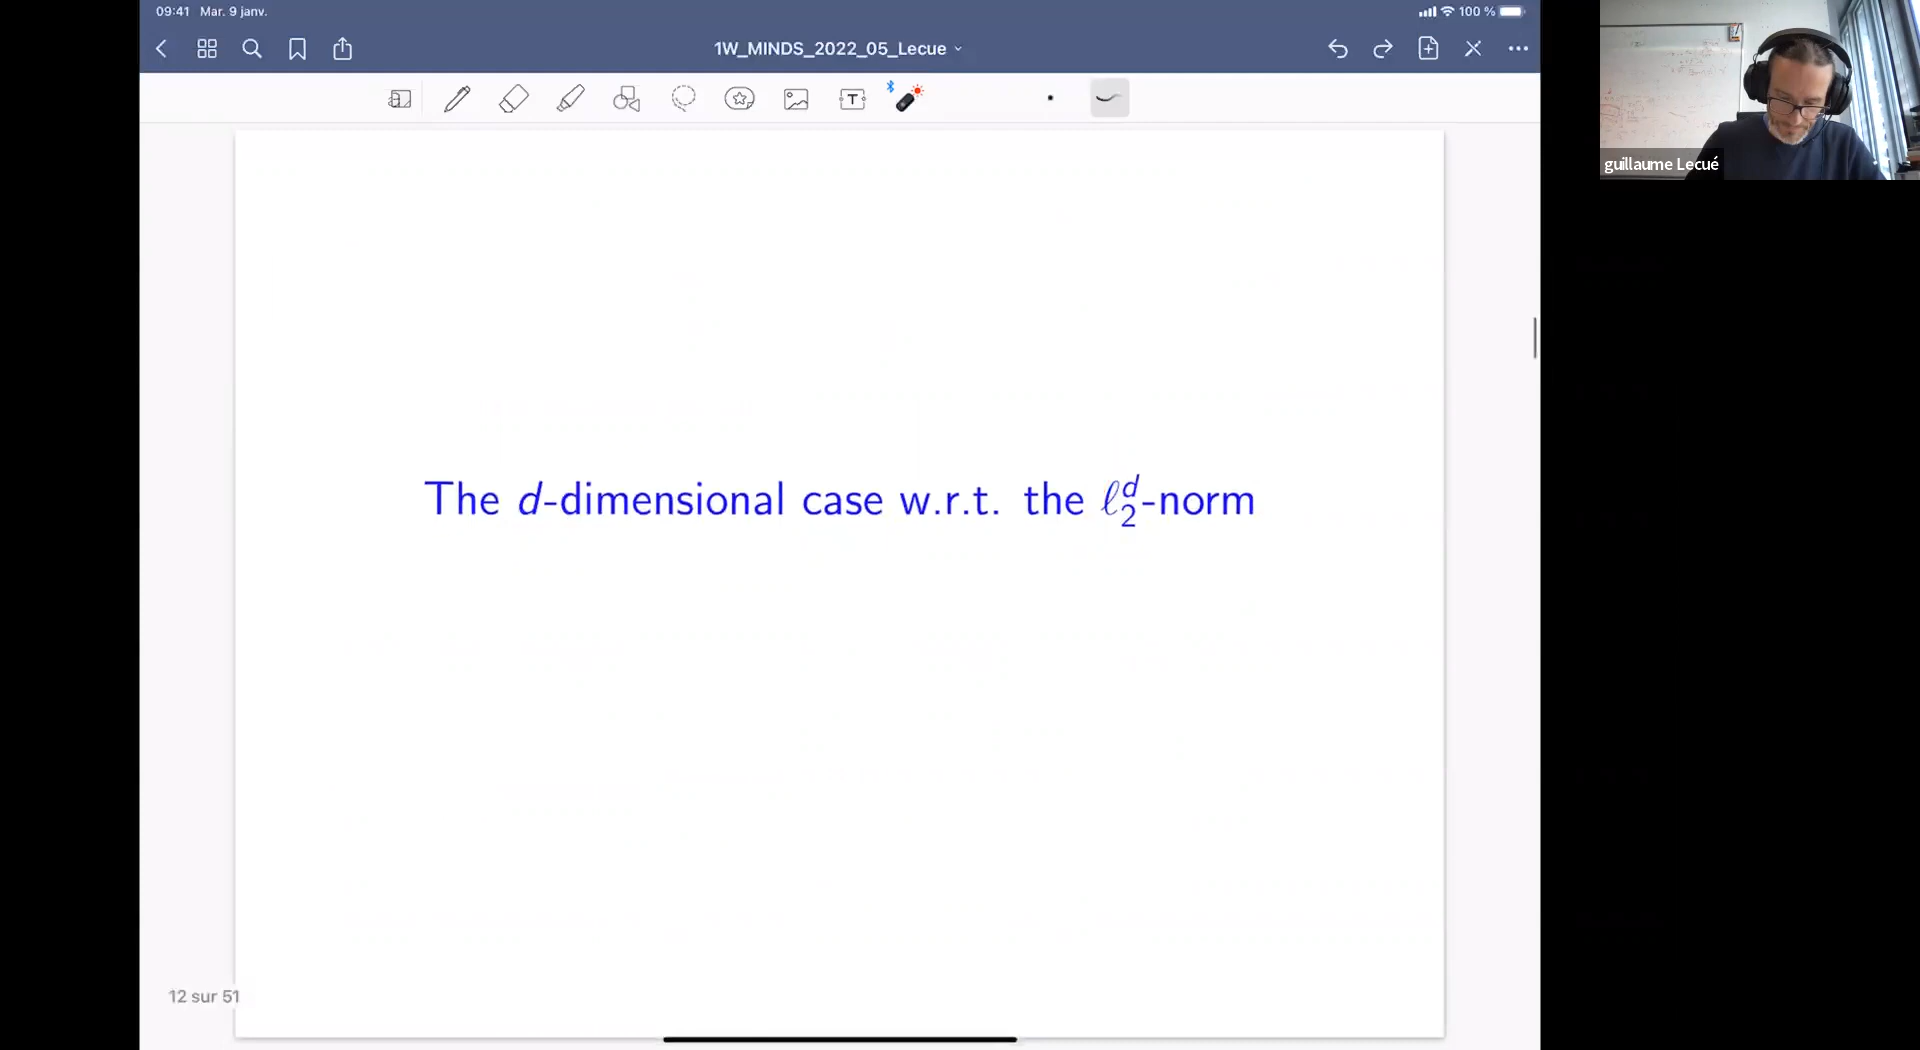 09:41 Mar. 9 janv.
100 %
1W_MINDS_2022_05_Lecue
T
guillaume Lecué
The d-dimensional case w.r.t. the ℓ₂ᵈ-norm
12 sur 51